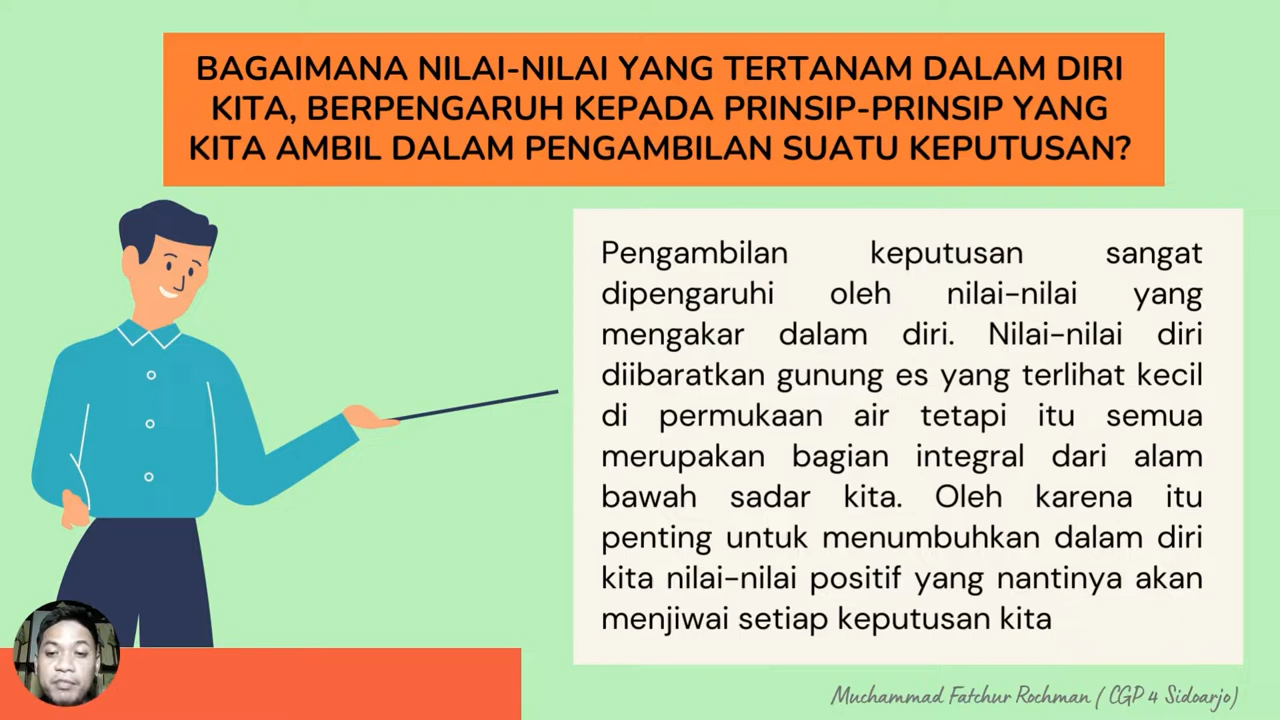 BAGAIMANA NILAI-NILAI YANG TERTANAM DALAM DIRI
KITA, BERPENGARUH KEPADA PRINSIP-PRINSIP YANG
KITA AMBIL DALAM PENGAMBILAN SUATU KEPUTUSAN?
Pengambilan keputusan sangat
dipengaruhi oleh nilai-nilai yang
mengakar dalam diri. Nilai-nilai diri
diibaratkan gunung es yang terlihat kecil
di permukaan air tetapi itu semua
merupakan bagian integral dari alam
bawah sadar kita. Oleh karena itu
penting untuk menumbuhkan dalam diri
kita nilai-nilai positif yang nantinya akan
menjiwai setiap keputusan kita
Muchammad Fatchur Rochman ( CGP 4 Sidoarjo)